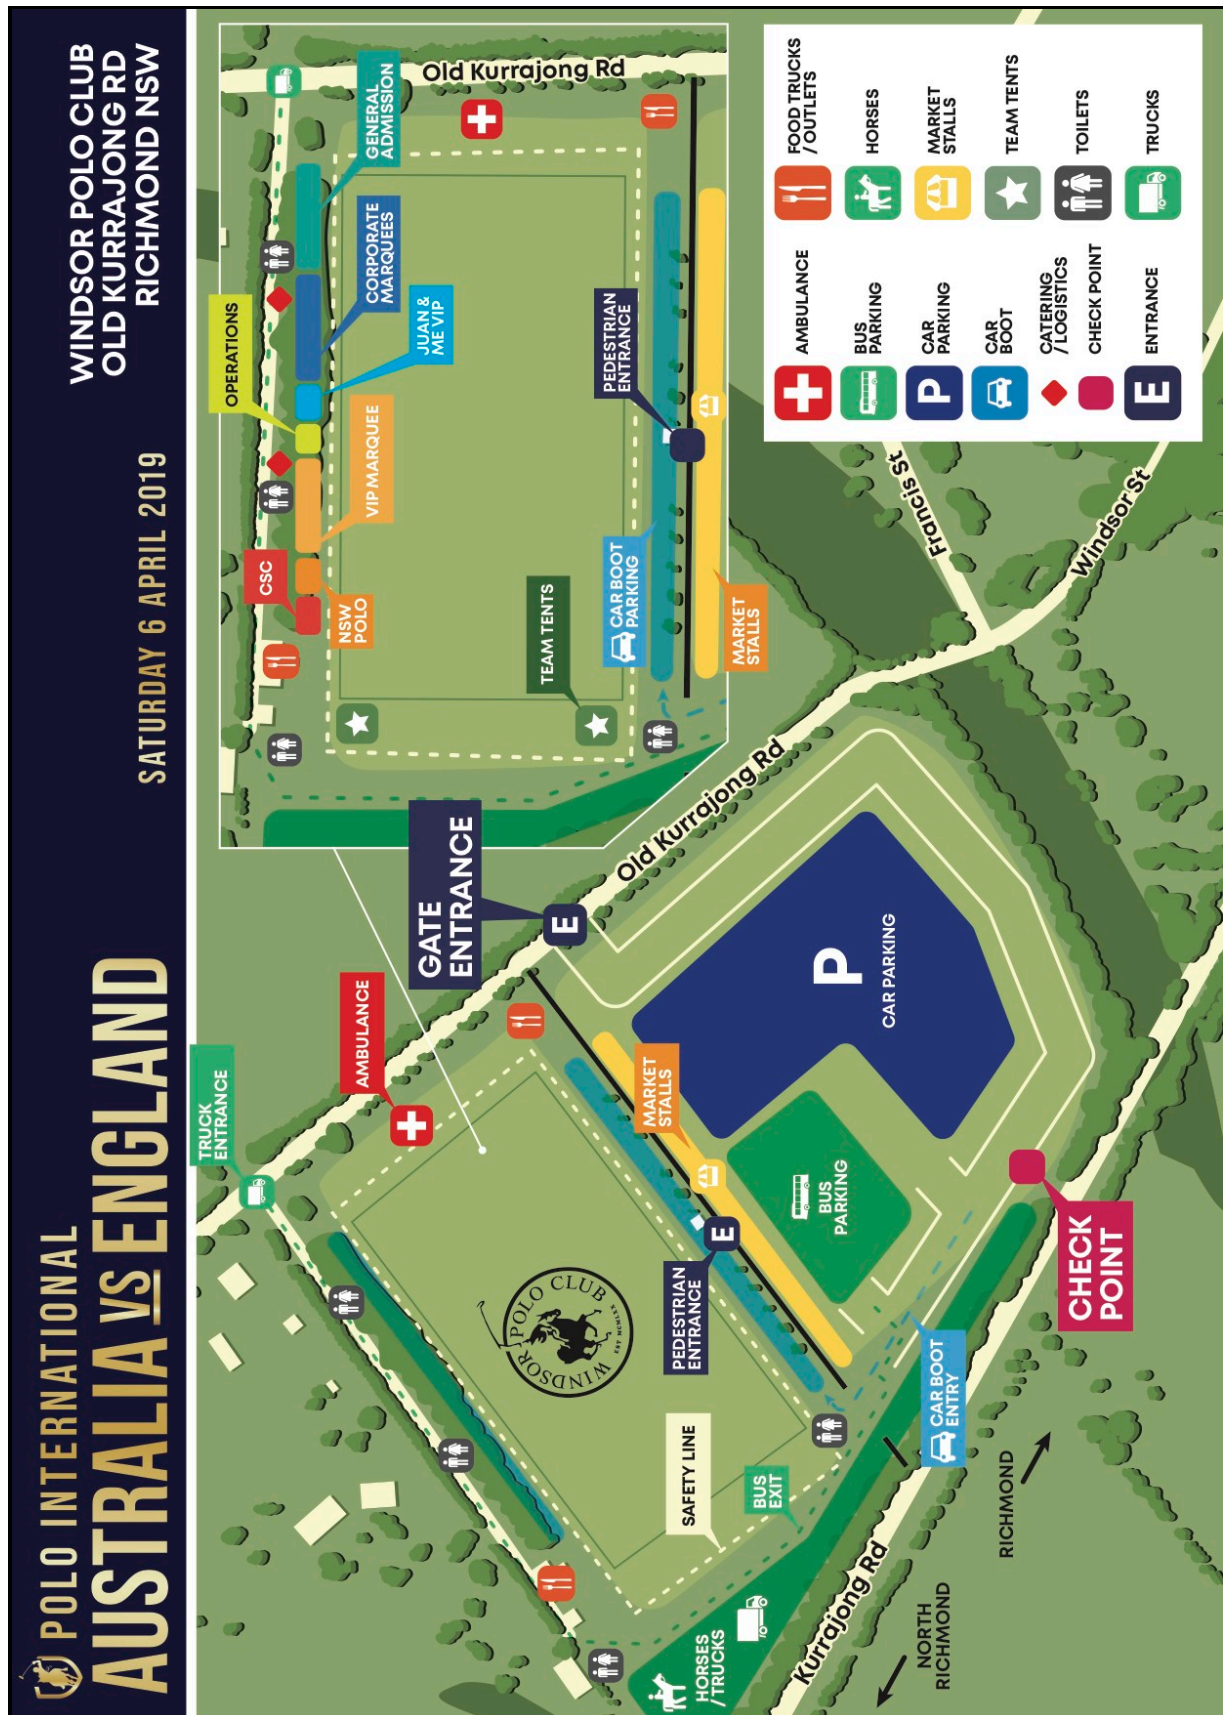 POLO INTERNATIONAL
AUSTRALIA VS ENGLAND
SATURDAY 6 APRIL 2019
WINDSOR POLO CLUB
OLD KURRAJONG RD
RICHMOND NSW
TRUCK
ENTRANCE
AMBULANCE
GATE
ENTRANCE
E
Old Kurrajong Rd
MARKET
STALLS
PEDESTRIAN
ENTRANCE
E
P
CAR PARKING
BUS
PARKING
CHECK
POINT
CAR BOOT
ENTRY
SAFETY LINE
BUS
EXIT
HORSES
/TRUCKS
Kurrajong Rd
NORTH
RICHMOND
RICHMOND
WINDSOR POLO CLUB
EST MCMXXVIX
Francis St
Windsor St
CSC
NSW
POLO
VIP MARQUEE
OPERATIONS
JUAN &
ME VIP
CORPORATE
MARQUEES
GENERAL
ADMISSION
Old Kurrajong Rd
TEAM TENTS
CAR BOOT
PARKING
PEDESTRIAN
ENTRANCE
MARKET
STALLS
AMBULANCE
BUS
PARKING
P
CAR
PARKING
CAR
BOOT
CATERING
/LOGISTICS
CHECK POINT
E
ENTRANCE
FOOD TRUCKS
/ OUTLETS
HORSES
MARKET
STALLS
TEAM TENTS
TOILETS
TRUCKS